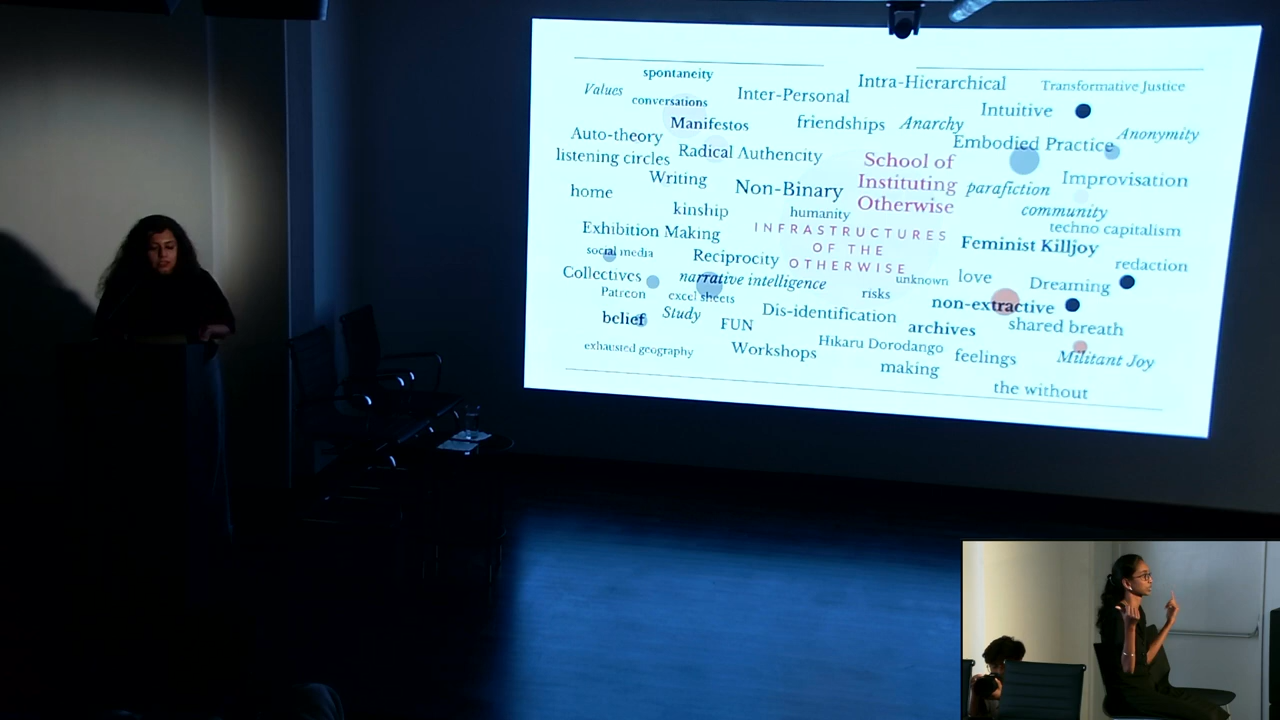 spontaneity
Values
conversations
Inter-Personal
Intra-Hierarchical
Transformative Justice
Intuitive
Manifestos
friendships
Anarchy
Anonymity
Auto-theory
Embodied Practice
listening circles
Radical Authencity
School of
Instituting
Otherwise
Writing
Non-Binary
parafiction
Improvisation
home
kinship
humanity
community
techno capitalism
Exhibition Making
INFRASTRUCTURES
OF THE
OTHERWISE
Feminist Killjoy
social media
Reciprocity
redaction
Collectives
narrative intelligence
unknown
love
Dreaming
Patreon
excel sheets
risks
non-extractive
belief
Study
FUN
Dis-identification
archives
shared breath
exhausted geography
Workshops
Hikaru Dorodango
feelings
Militant Joy
making
the without